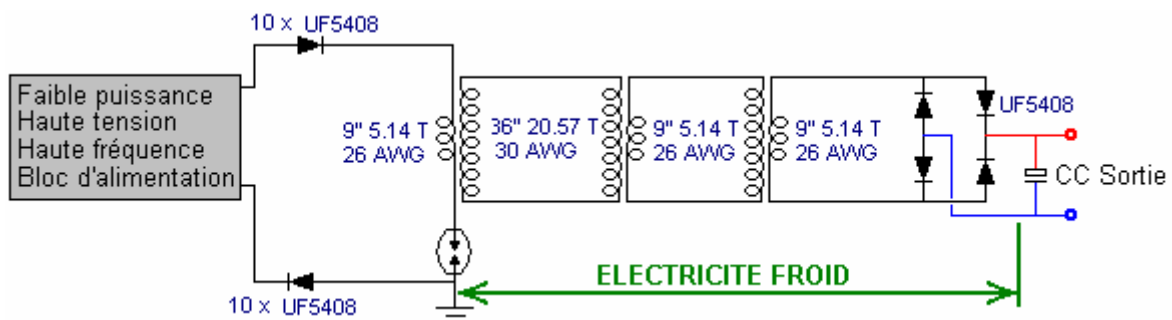 10 x UF5408
Faible puissance
Haute tension
Haute fréquence
Bloc d'alimentation
9" 5.14 T
26 AWG
36" 20.57 T
30 AWG
9" 5.14 T
26 AWG
9" 5.14 T
26 AWG
UF5408
CC Sortie
ELECTRICITE FROID
10 x UF5408